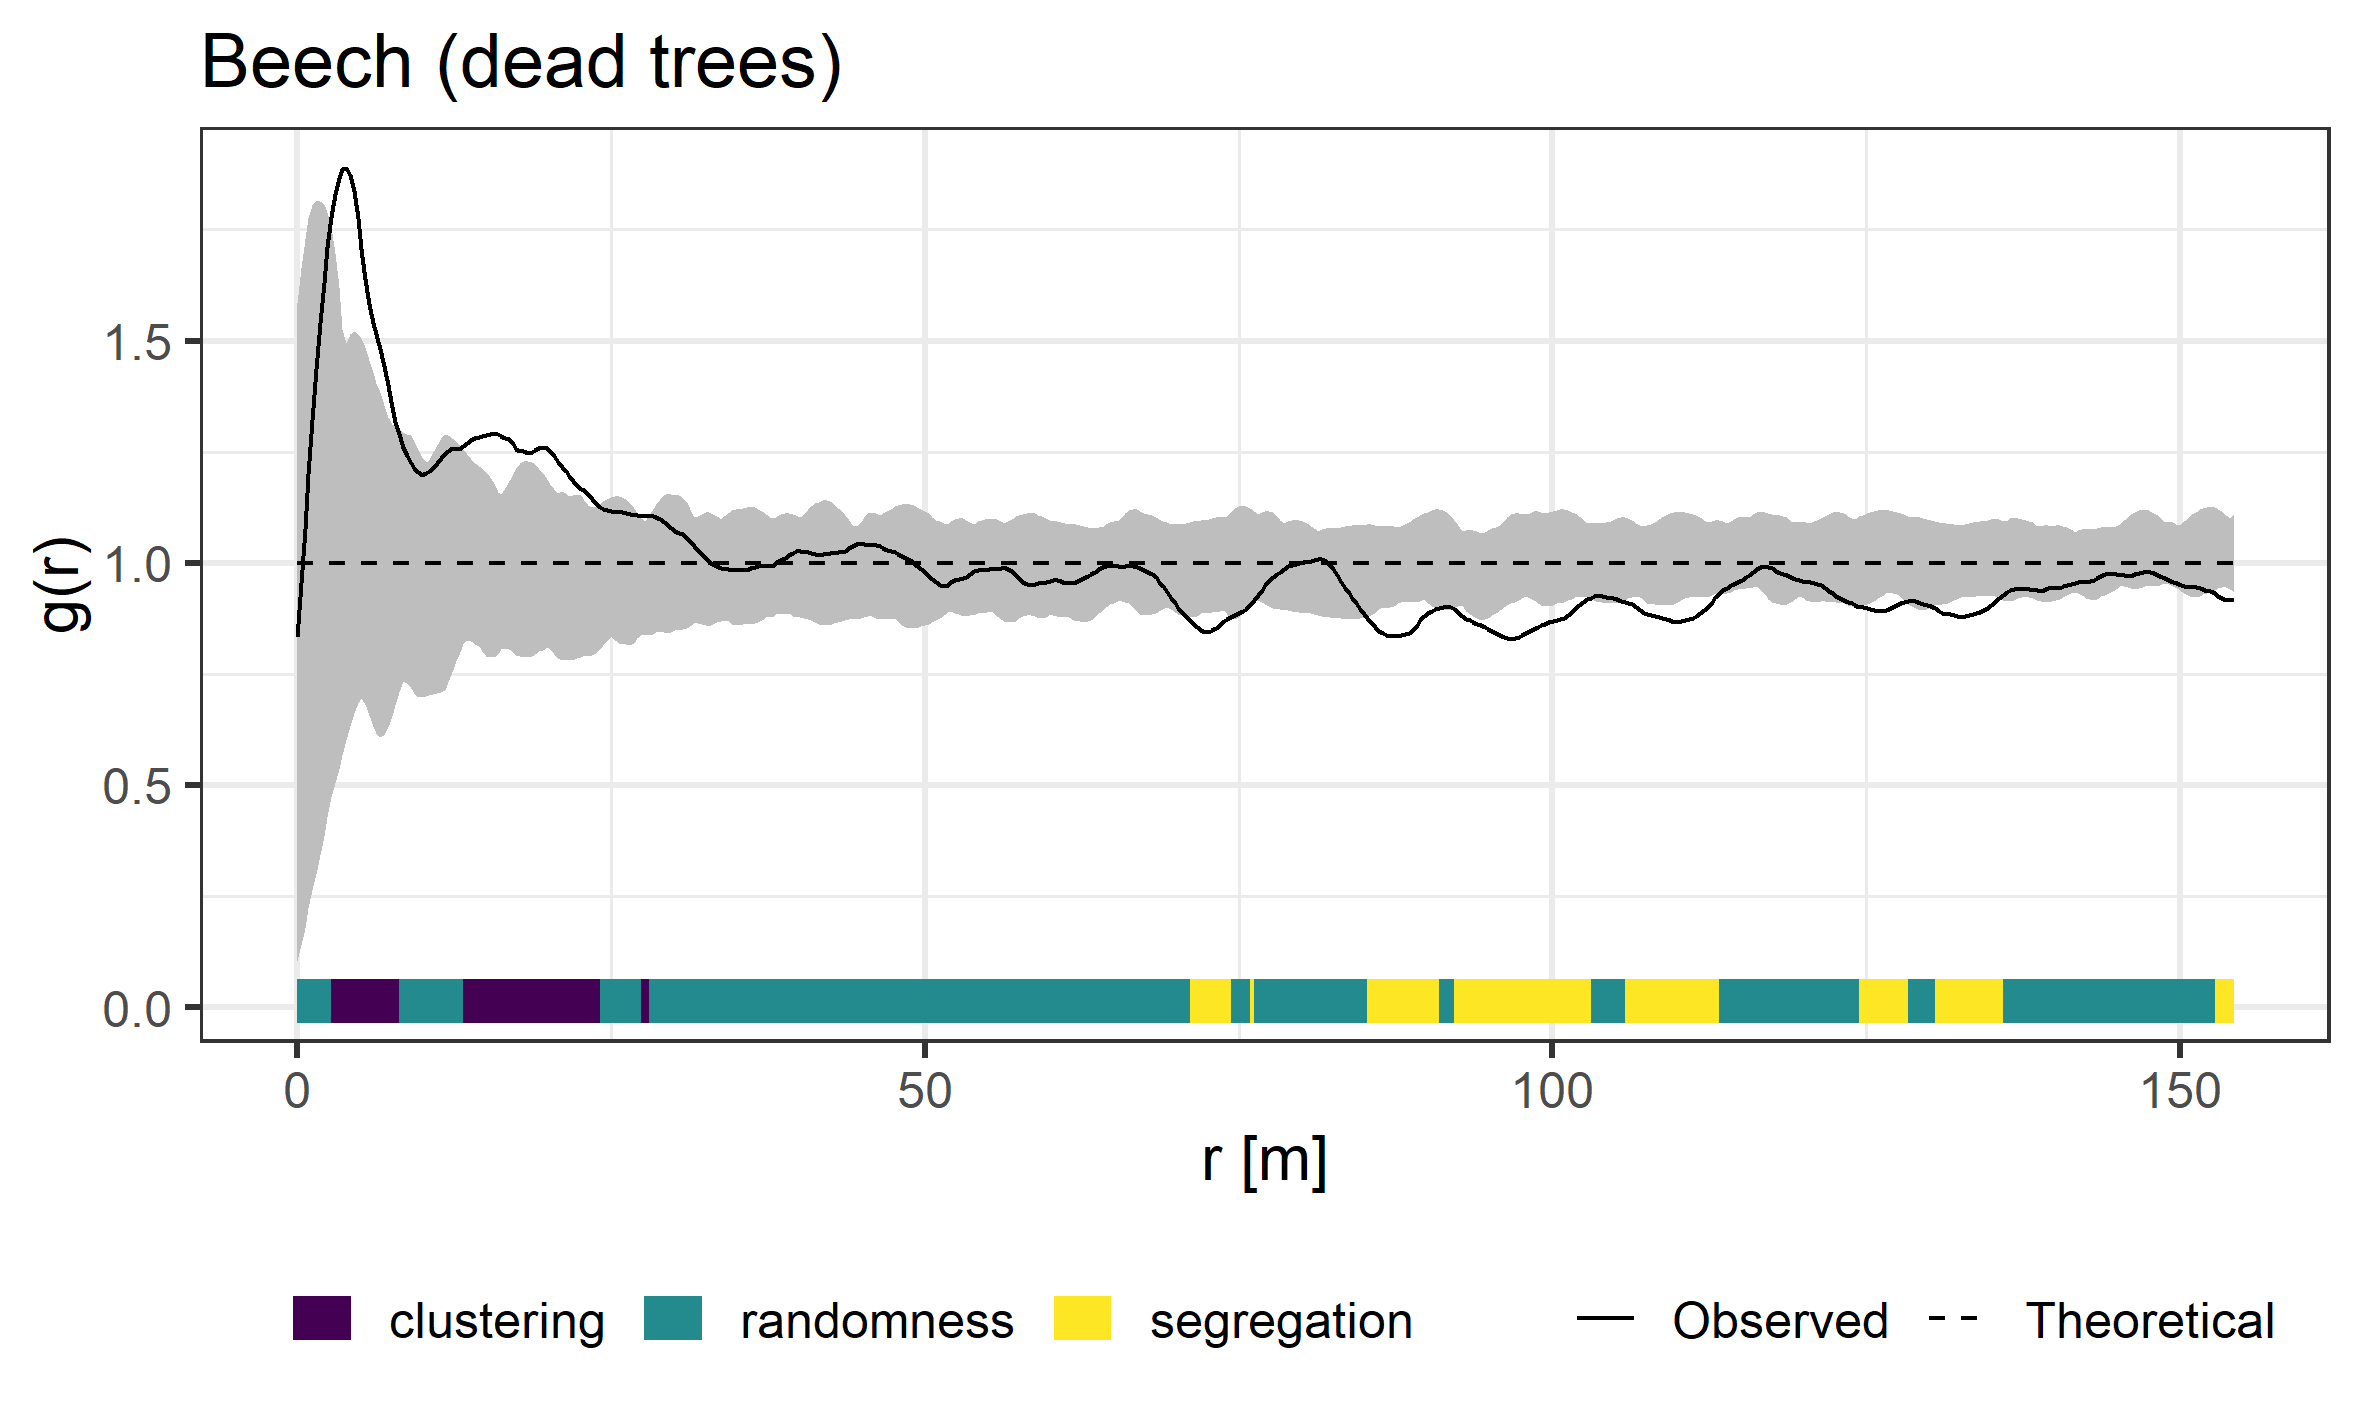 Beech (dead trees)
g(r)
1.5
1.0
0.5
0.0
0 50 100 150
r [m]
clustering randomness segregation Observed Theoretical